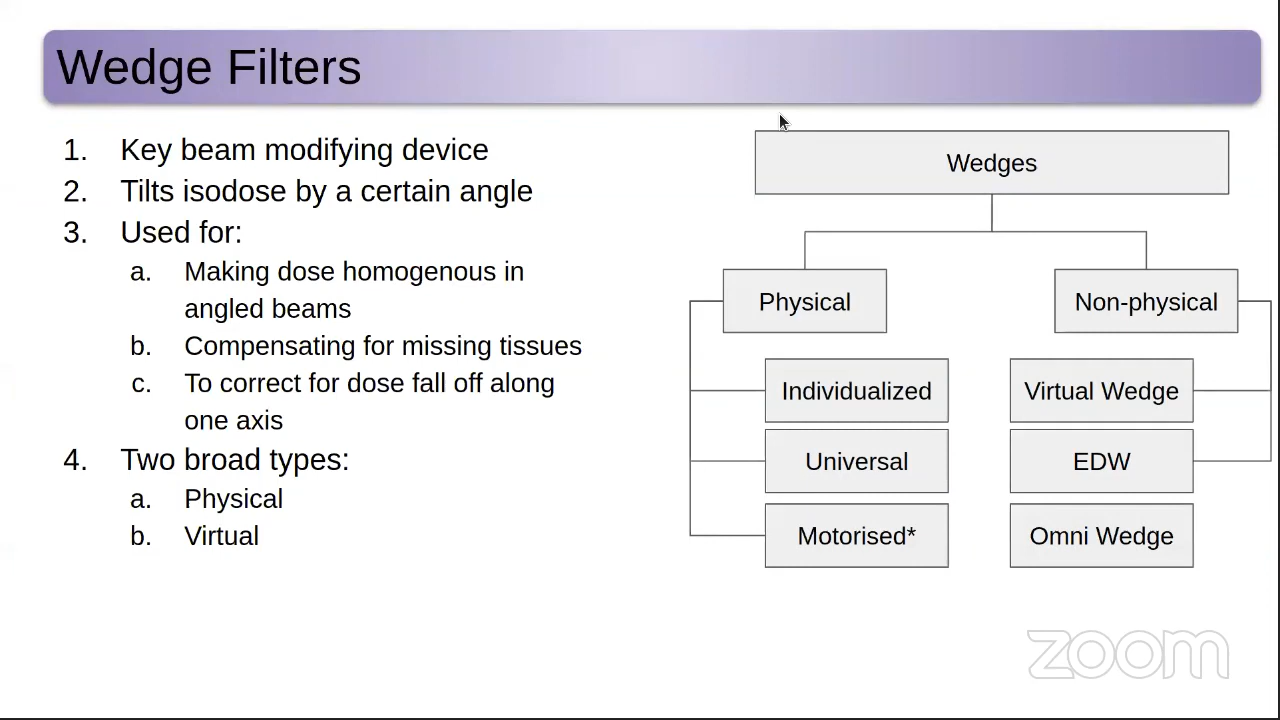 Wedge Filters
1. Key beam modifying device
2. Tilts isodose by a certain angle
3. Used for:
a. Making dose homogenous in
angled beams
b. Compensating for missing tissues
c. To correct for dose fall off along
one axis
4. Two broad types:
a. Physical
b. Virtual
Wedges
Physical
Non-physical
Individualized
Virtual Wedge
Universal
EDW
Motorised*
Omni Wedge
zoom